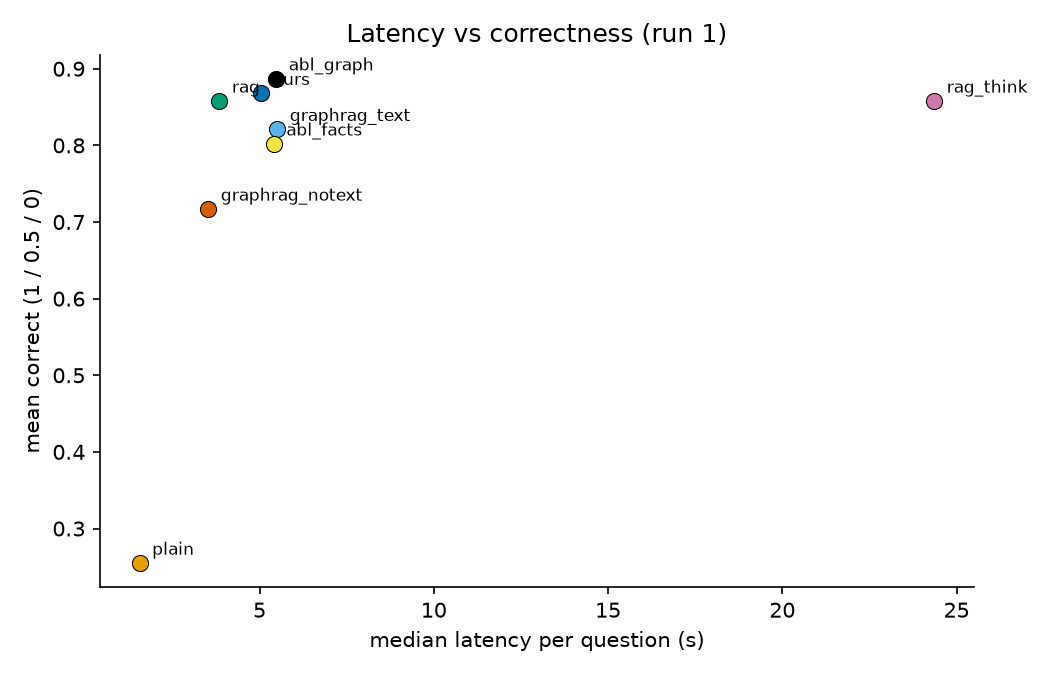 Latency vs correctness (run 1)
mean correct (1 / 0.5 / 0)
0.9
0.8
0.7
0.6
0.5
0.4
0.3
abl_graph
rag
urs
rag_think
graphrag_text
abl_facts
graphrag_notext
plain
5
10
15
20
25
median latency per question (s)